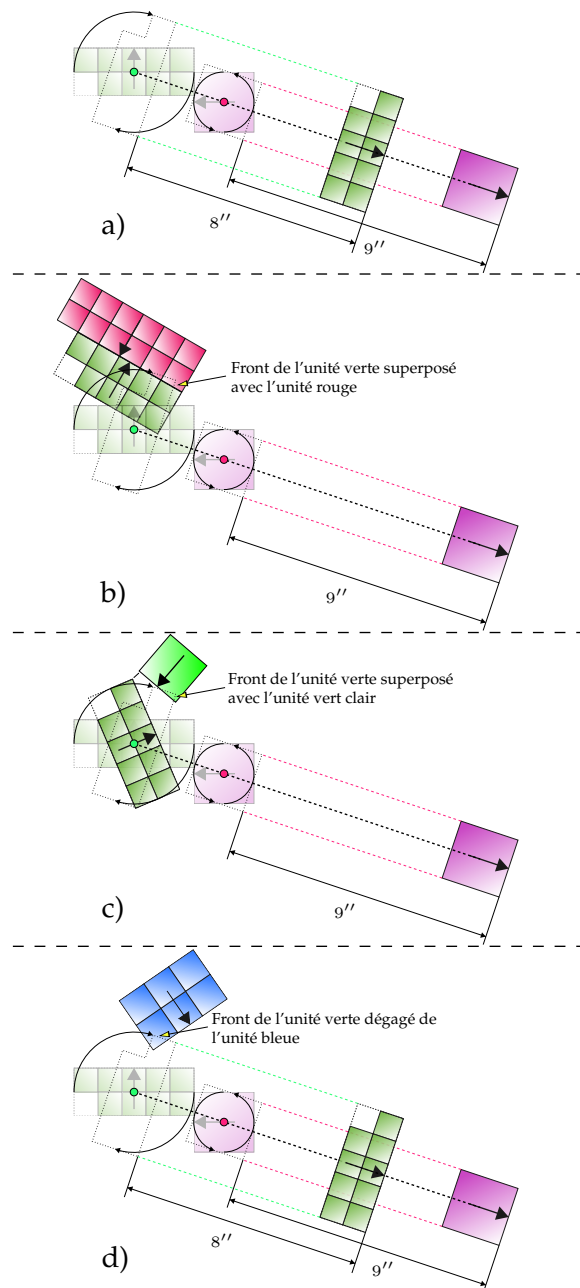 8′′
9′′
a)
Front de l’unité verte superposé
avec l’unité rouge
b)
9′′
Front de l’unité verte superposé
avec l’unité vert clair
c)
9′′
Front de l’unité verte dégagé de
l’unité bleue
8′′
9′′
d)